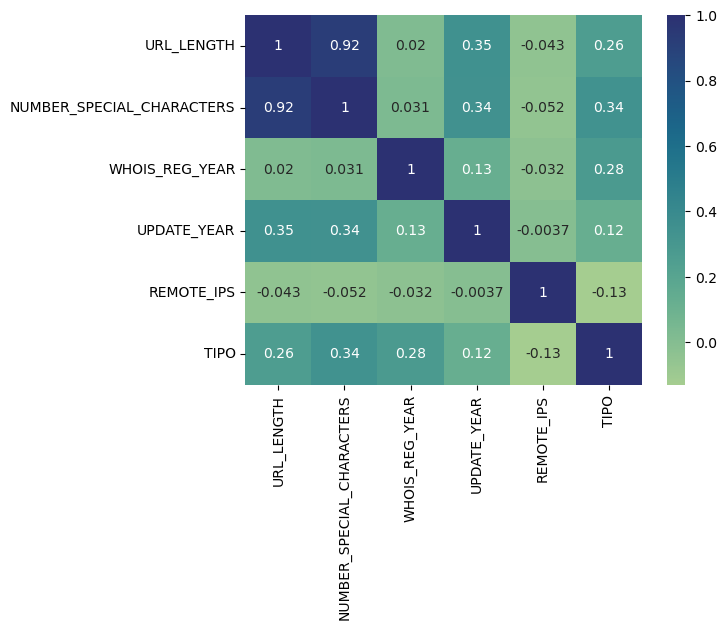 URL_LENGTH 1 0.92 0.02 0.35 -0.043 0.26
NUMBER_SPECIAL_CHARACTERS 0.92 1 0.031 0.34 -0.052 0.34
WHOIS_REG_YEAR 0.02 0.031 1 0.13 -0.032 0.28
UPDATE_YEAR 0.35 0.34 0.13 1 -0.0037 0.12
REMOTE_IPS -0.043 -0.052 -0.032 -0.0037 1 -0.13
TIPO 0.26 0.34 0.28 0.12 -0.13 1
URL_LENGTH
NUMBER_SPECIAL_CHARACTERS
WHOIS_REG_YEAR
UPDATE_YEAR
REMOTE_IPS
TIPO
1.0
0.8
0.6
0.4
0.2
0.0